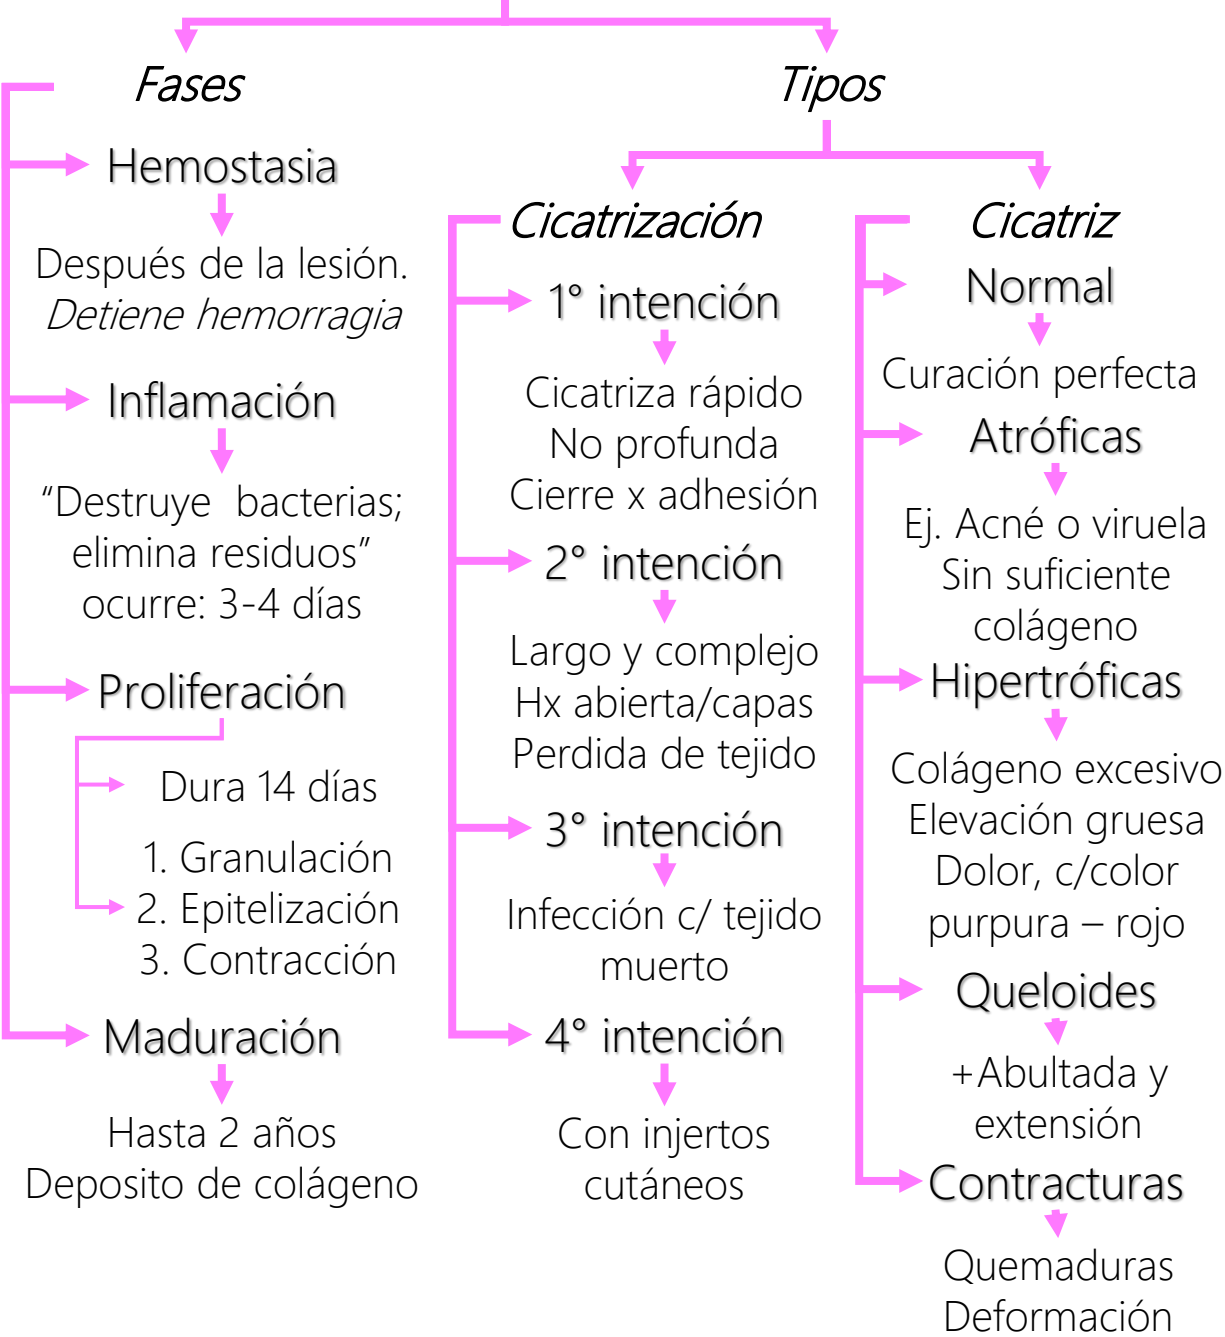 Fases
Hemostasia
Después de la lesión.
Detiene hemorragia
Inflamación
“Destruye bacterias;
elimina residuos”
ocurre: 3-4 días
Proliferación
Dura 14 días
1. Granulación
2. Epitelización
3. Contracción
Maduración
Hasta 2 años
Deposito de colágeno
Tipos
Cicatrización
1° intención
Cicatriza rápido
No profunda
Cierre x adhesión
2° intención
Largo y complejo
Hx abierta/capas
Perdida de tejido
3° intención
Infección c/ tejido
muerto
4° intención
Con injertos
cutáneos
Cicatriz
Normal
Curación perfecta
Atróficas
Ej. Acné o viruela
Sin suficiente
colágeno
Hipertróficas
Colágeno excesivo
Elevación gruesa
Dolor, c/color
purpura – rojo
Queloides
+Abultada y
extensión
Contracturas
Quemaduras
Deformación